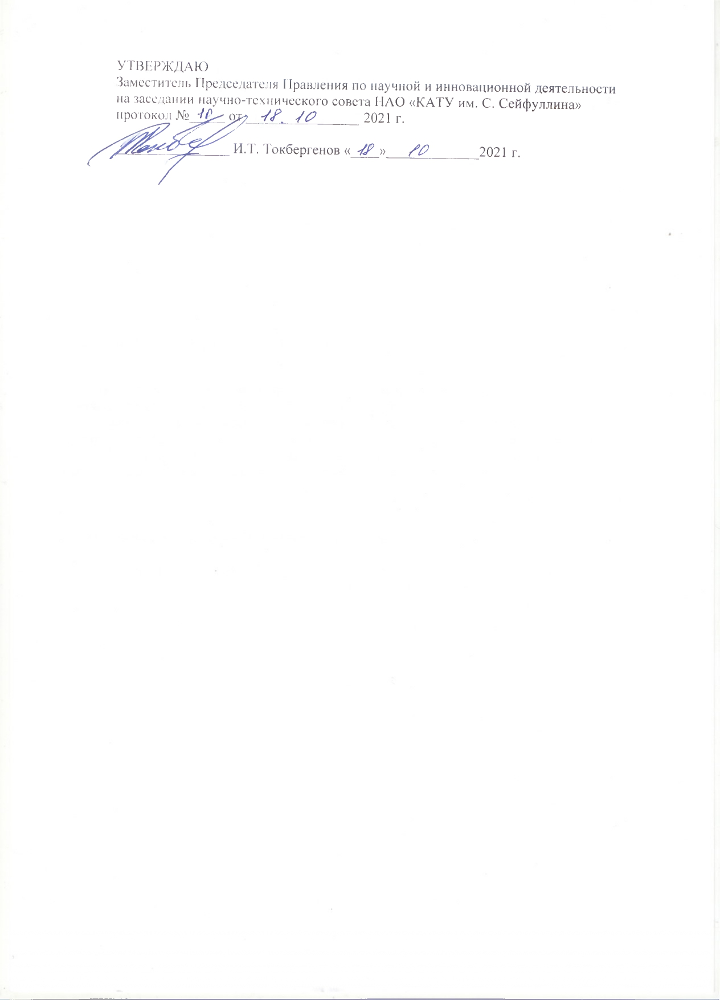 УТВЕРЖДАЮ
Заместитель Председателя Правления по научной и инновационной деятельности
на заседании научно-технического совета НАО «КАТУ им. С. Сейфуллина»
протокол № 10 от 18. 10 2021 г.
И.Т. Токбергенов «18» 10 2021 г.